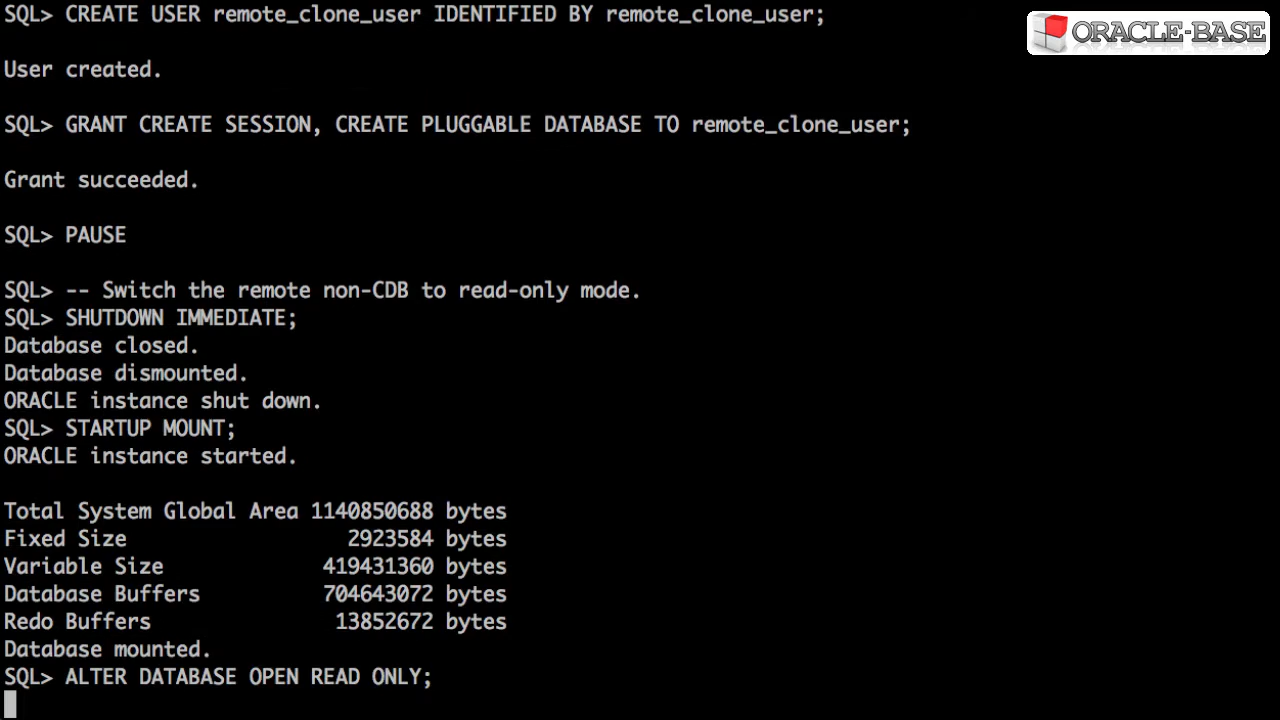 SQL> CREATE USER remote_clone_user IDENTIFIED BY remote_clone_user;
ORACLE-BASE
User created.
SQL> GRANT CREATE SESSION, CREATE PLUGGABLE DATABASE TO remote_clone_user;
Grant succeeded.
SQL> PAUSE
SQL> -- Switch the remote non-CDB to read-only mode.
SQL> SHUTDOWN IMMEDIATE;
Database closed.
Database dismounted.
ORACLE instance shut down.
SQL> STARTUP MOUNT;
ORACLE instance started.
Total System Global Area 1140850688 bytes
Fixed Size 2923584 bytes
Variable Size 419431360 bytes
Database Buffers 704643072 bytes
Redo Buffers 13852672 bytes
Database mounted.
SQL> ALTER DATABASE OPEN READ ONLY;